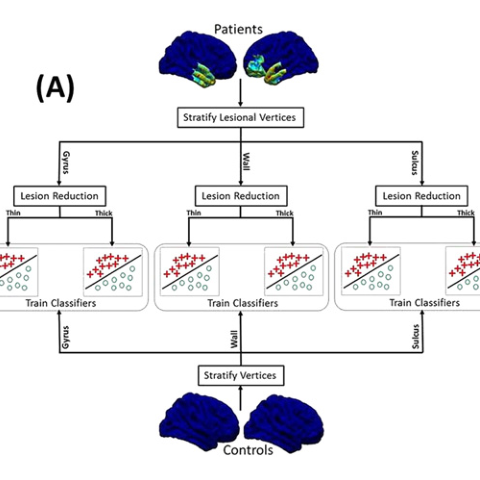 Patients
(A)
Stratify Lesional Vertices
Gyrus
Wall
Sulcus
Lesion Reduction
Lesion Reduction
Lesion Reduction
Thin
Thick
Thin
Thick
Thin
Thick
Train Classifiers
Train Classifiers
Train Classifiers
Gyrus
Wall
Sulcus
Stratify Vertices
Controls